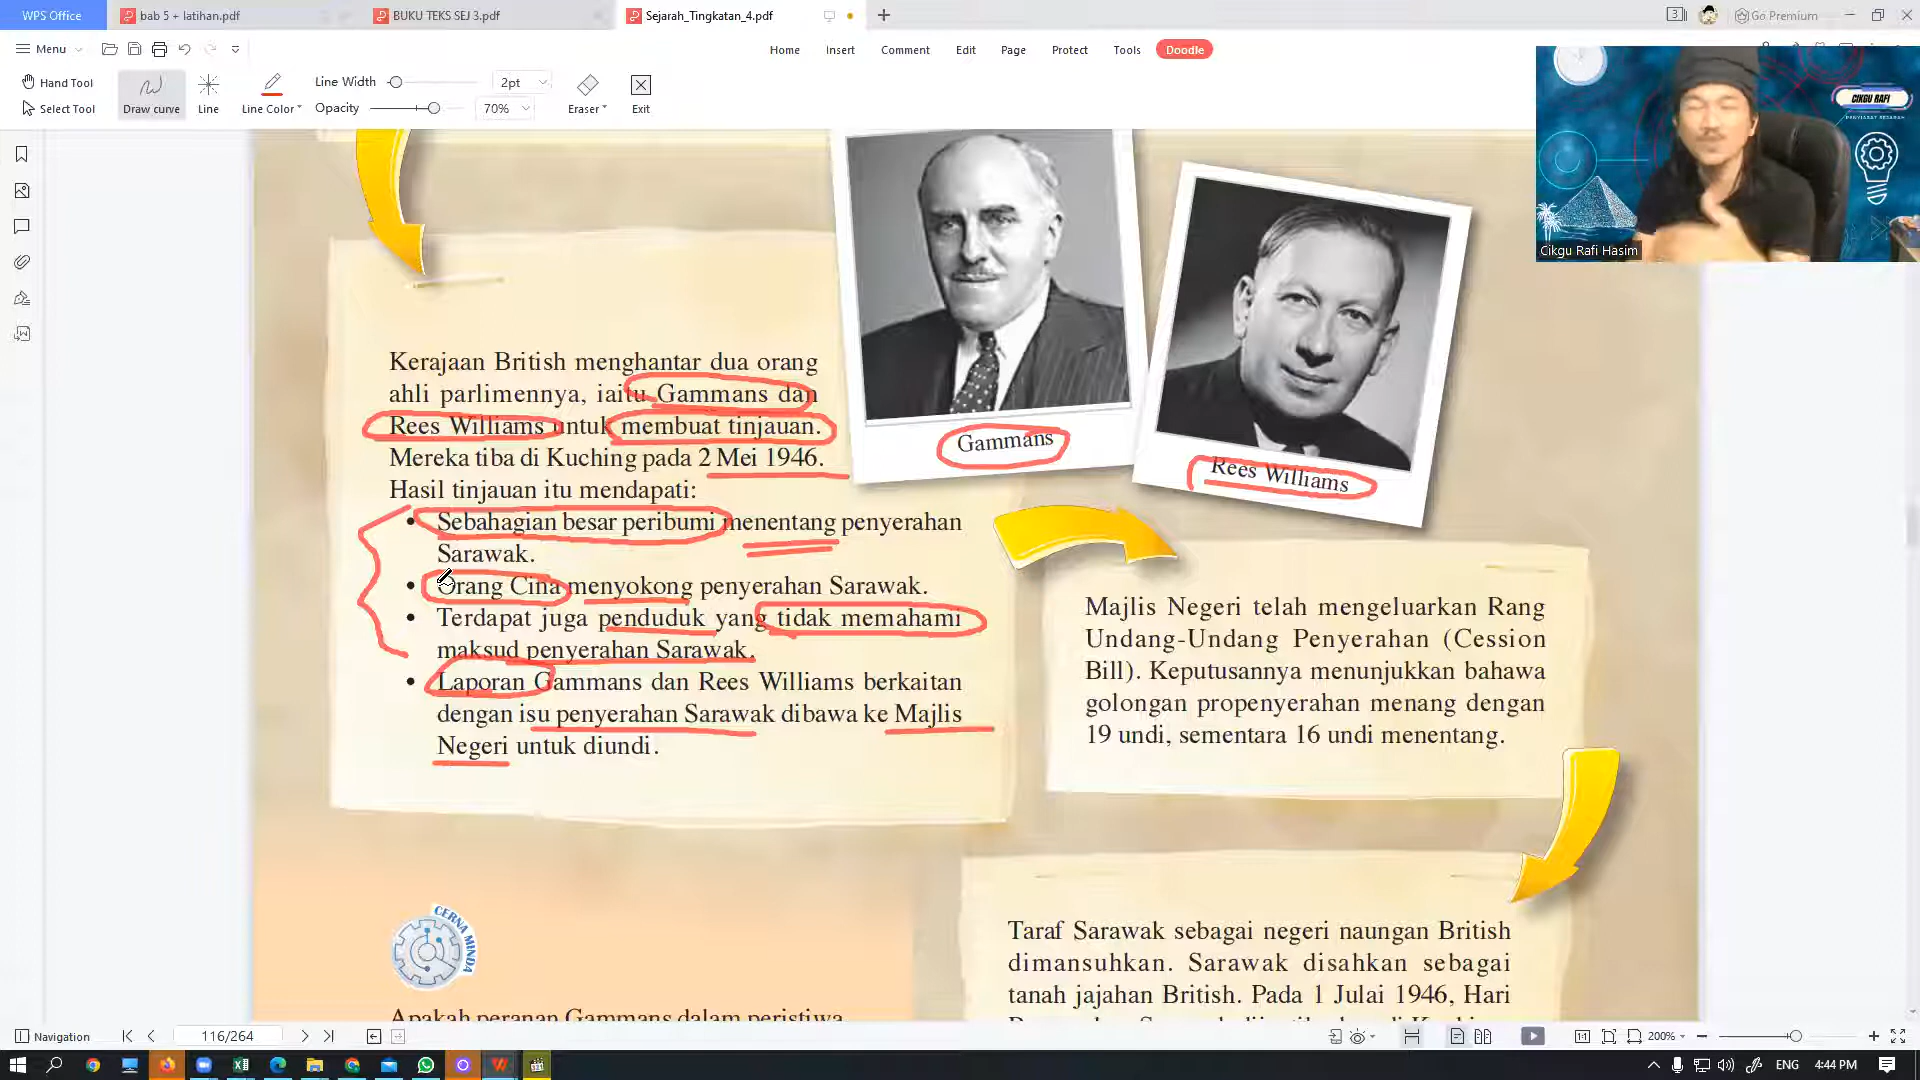 WPS Office
bab 5 + latihan.pdf
BUKU TEKS SEJ 3.pdf
Sejarah_Tingkatan_4.pdf
3
Go Premium
Menu
Home
Insert
Comment
Edit
Page
Protect
Tools
Doodle
Hand Tool
Select Tool
Draw curve
Line
Line Color
Line Width
2pt
Opacity
70%
Eraser
Exit
CIKGU RAFI
PENYIASAT SEJARAH
Cikgu Rafi Hasim
Kerajaan British menghantar dua orang
ahli parlimennya, iaitu Gammans dan
Rees Williams untuk membuat tinjauan.
Mereka tiba di Kuching pada 2 Mei 1946.
Hasil tinjauan itu mendapati:
• Sebahagian besar peribumi menentang penyerahan
Sarawak.
• Orang Cina menyokong penyerahan Sarawak.
• Terdapat juga penduduk yang tidak memahami
maksud penyerahan Sarawak.
• Laporan Gammans dan Rees Williams berkaitan
dengan isu penyerahan Sarawak dibawa ke Majlis
Negeri untuk diundi.
Gammans
Rees Williams
Majlis Negeri telah mengeluarkan Rang
Undang-Undang Penyerahan (Cession
Bill). Keputusannya menunjukkan bahawa
golongan propenyerahan menang dengan
19 undi, sementara 16 undi menentang.
CERNA MINDA
Apakah peranan Gammans dalam peristiwa
Taraf Sarawak sebagai negeri naungan British
dimansuhkan. Sarawak disahkan sebagai
tanah jajahan British. Pada 1 Julai 1946, Hari
Navigation
116/264
200%
ENG
4:44 PM